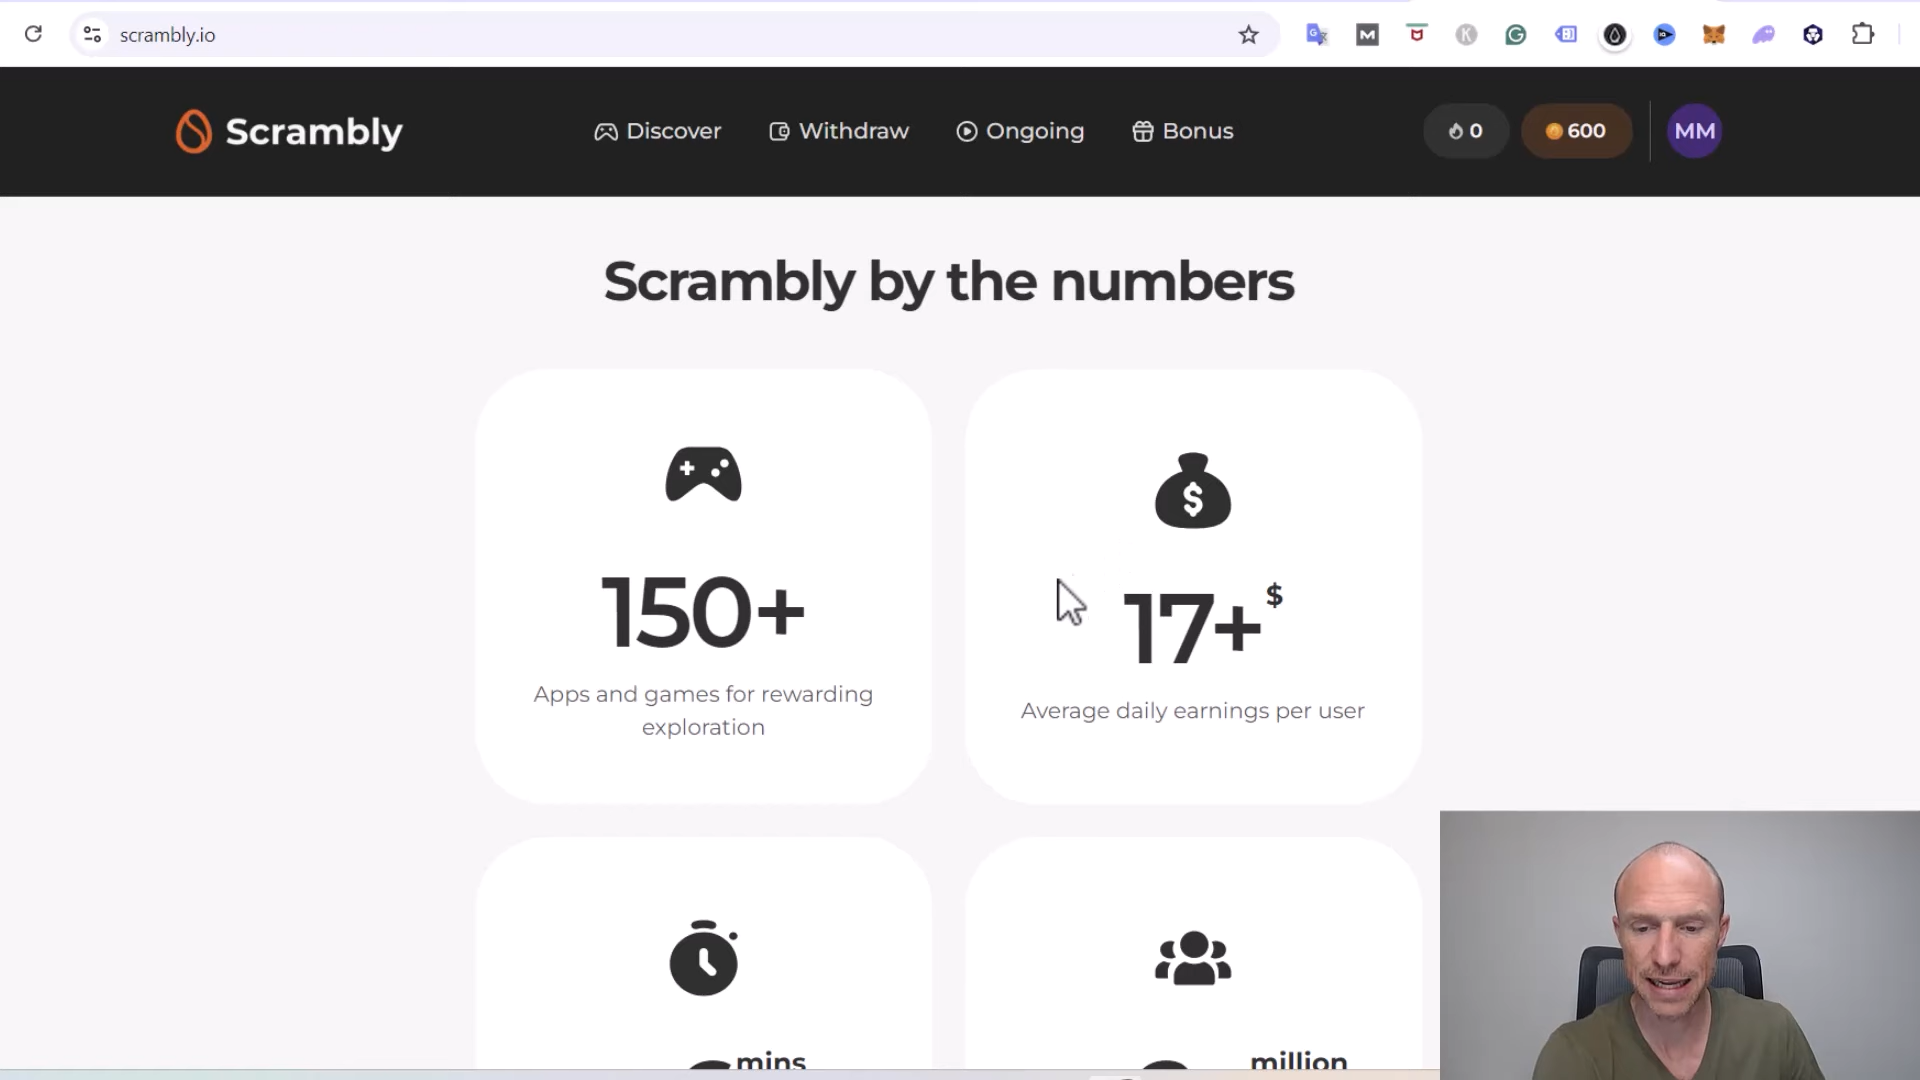 scrambly.io
Scrambly
Discover
Withdraw
Ongoing
Bonus
0
600
MM
Scrambly by the numbers
150+
Apps and games for rewarding
exploration
17+$
Average daily earnings per user
mins
million